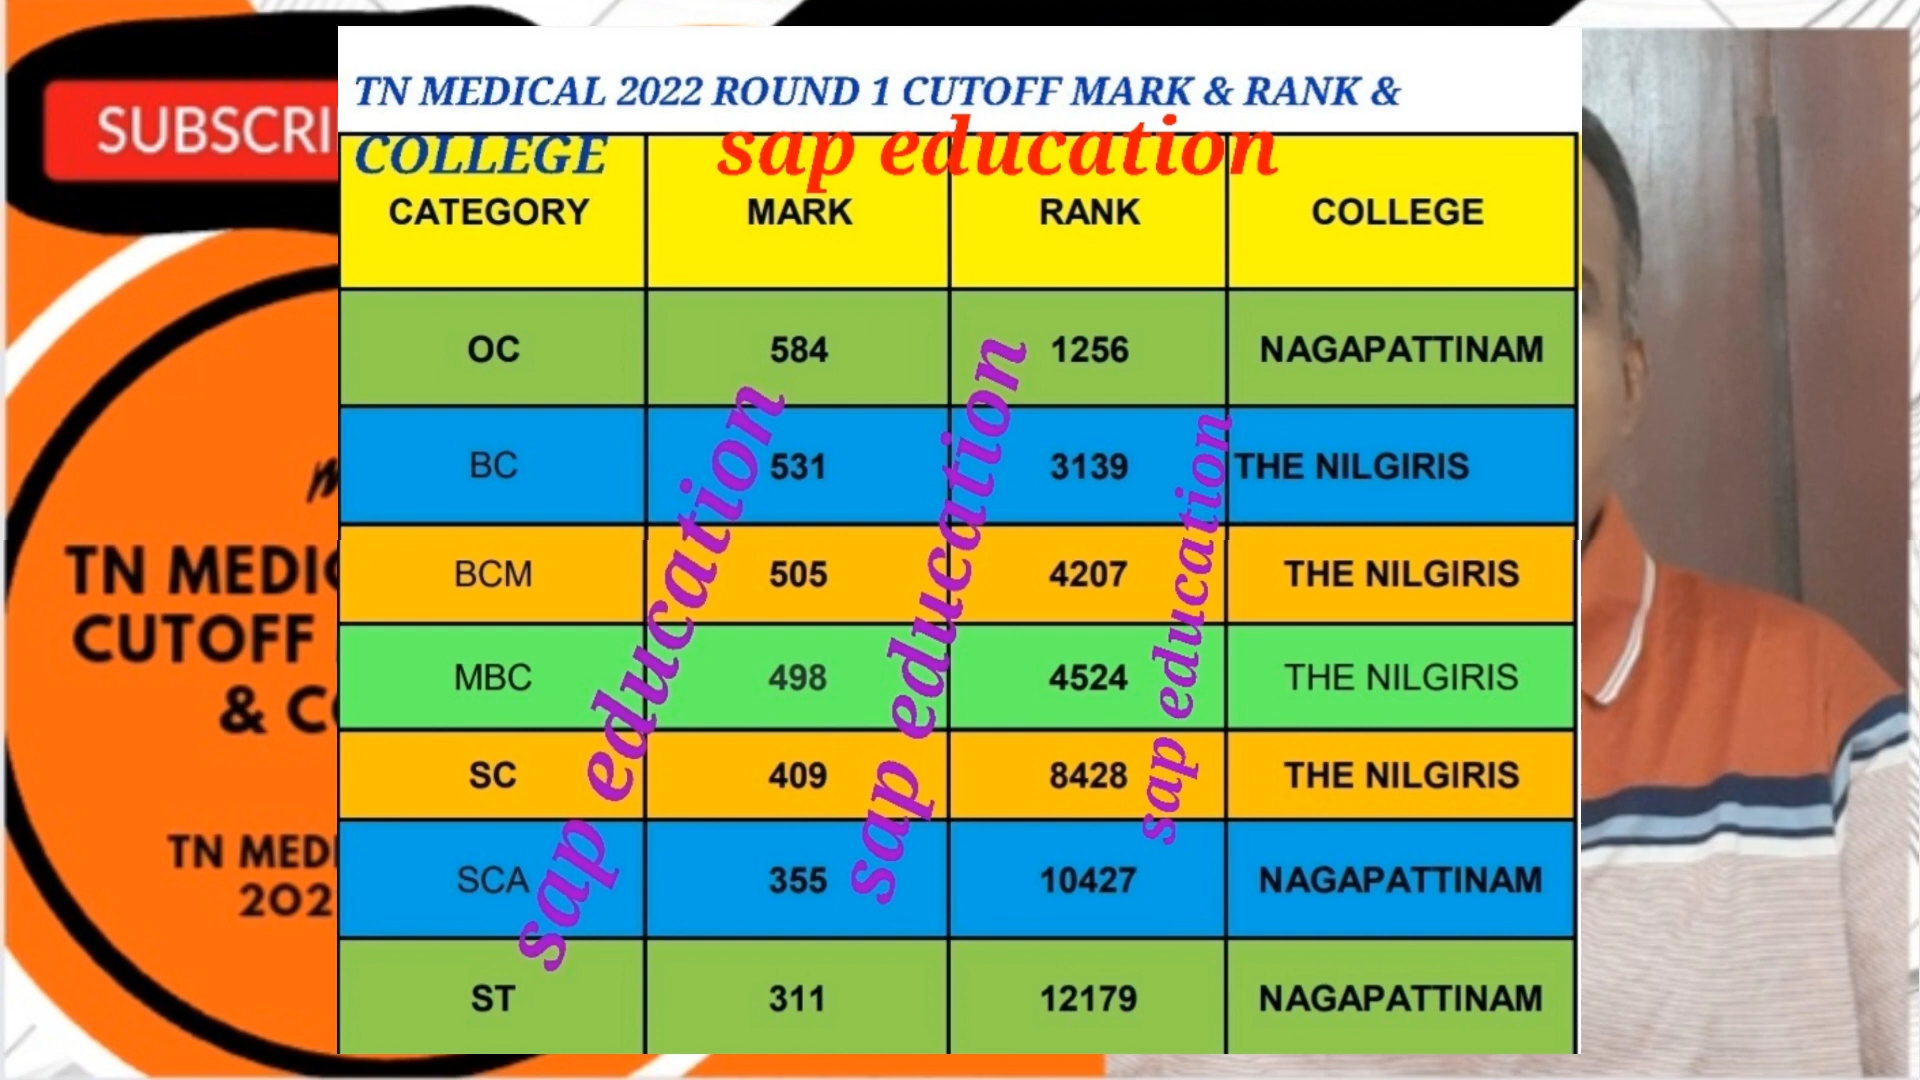 TN MEDICAL 2022 ROUND 1 CUTOFF MARK & RANK &
COLLEGE
sap education
SUBSCRI
CATEGORY MARK RANK COLLEGE
OC 584 1256 NAGAPATTINAM
BC 531 3139 THE NILGIRIS
BCM 505 4207 THE NILGIRIS
MBC 498 4524 THE NILGIRIS
SC 409 8428 THE NILGIRIS
SCA 355 10427 NAGAPATTINAM
ST 311 12179 NAGAPATTINAM
sap education
sap education
sap education
TN MEDIC
CUTOFF
& C
TN MEDI
202